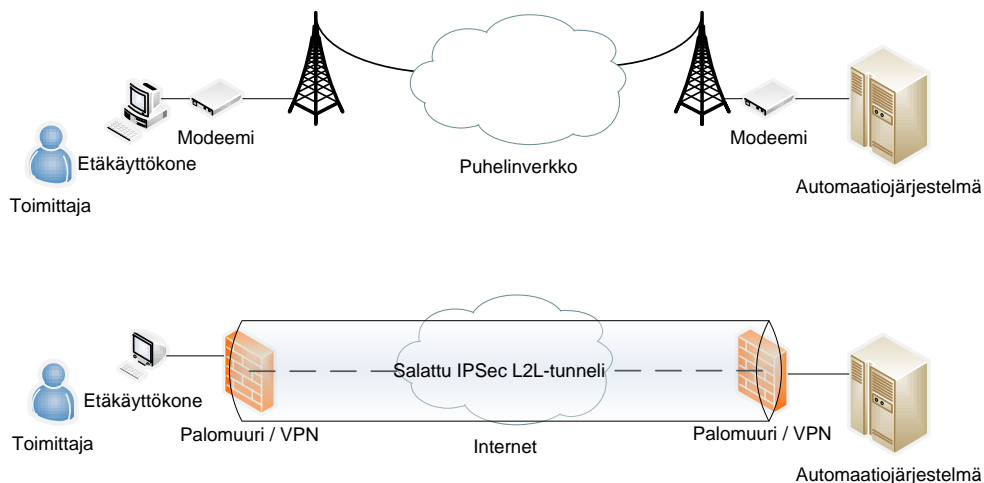 Modeemi
Etäkäyttökone
Toimittaja
Puhelinverkko
Modeemi
Automaatiojärjestelmä
Salattu IPSec L2L-tunneli
Etäkäyttökone
Toimittaja
Palomuuri / VPN
Internet
Palomuuri / VPN
Automaatiojärjestelmä